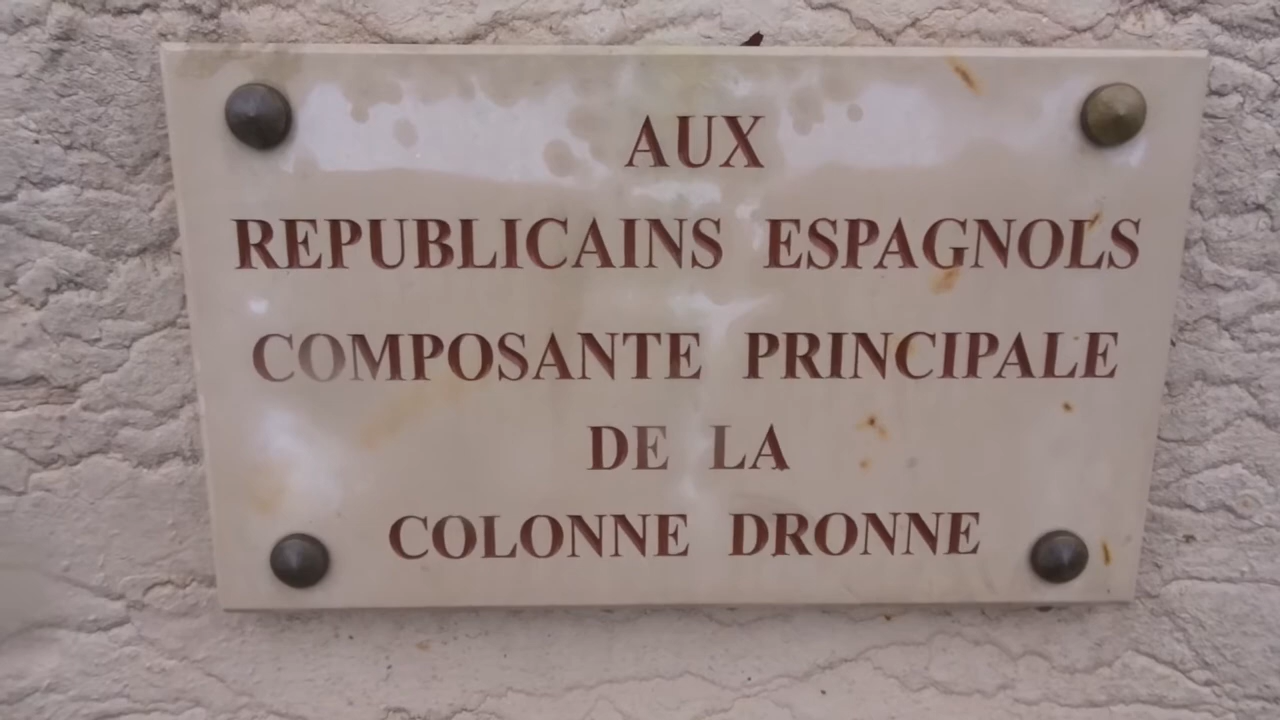 AUX
REPUBLICAINS ESPAGNOLS
COMPOSANTE PRINCIPALE
DE LA
COLONNE DRONNE